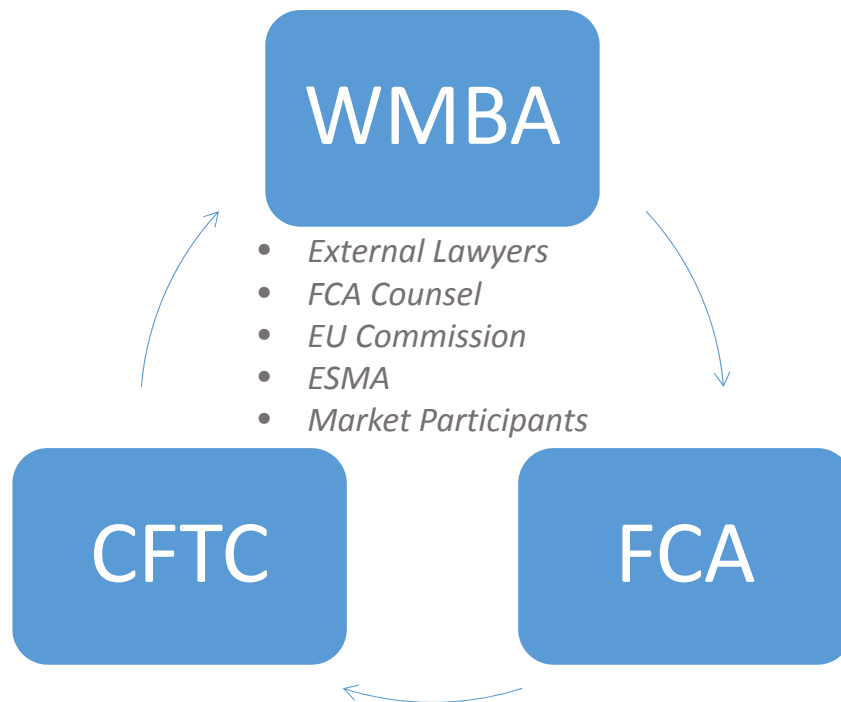 WMBA
• External Lawyers
• FCA Counsel
• EU Commission
• ESMA
• Market Participants
CFTC
FCA